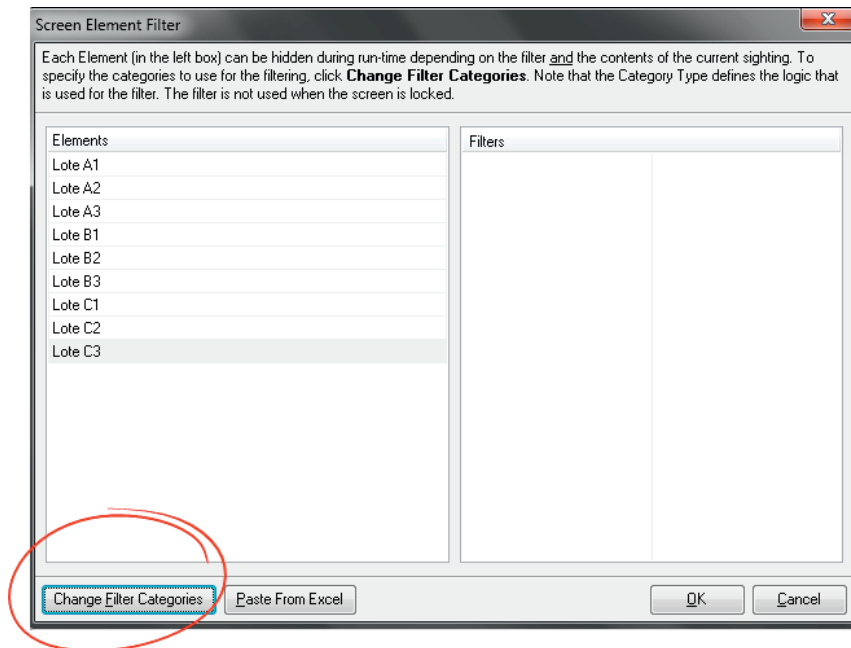 Screen Element Filter
Each Element (in the left box) can be hidden during run-time depending on the filter and the contents of the current sighting. To
specify the categories to use for the filtering, click Change Filter Categories. Note that the Category Type defines the logic that
is used for the filter. The filter is not used when the screen is locked.
Elements
Filters
Lote A1
Lote A2
Lote A3
Lote B1
Lote B2
Lote B3
Lote C1
Lote C2
Lote C3
Change Filter Categories
Paste From Excel
OK
Cancel